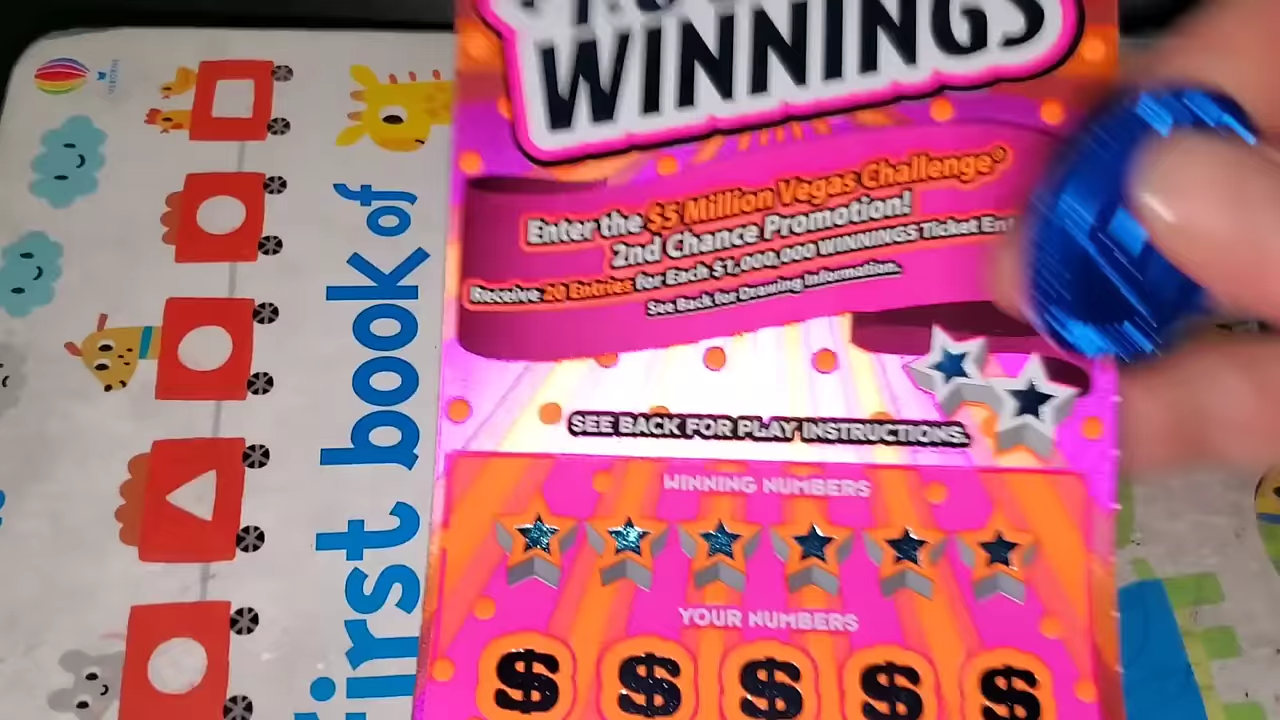 WINNINGS
Enter the $5 Million Vegas Challenge®
2nd Chance Promotion!
Receive 20 Entries for Each $1,000,000 WINNINGS Ticket
See Back for Drawing Information.
SEE BACK FOR PLAY INSTRUCTIONS.
WINNING NUMBERS
YOUR NUMBERS
$ $ $ $ $
First book of